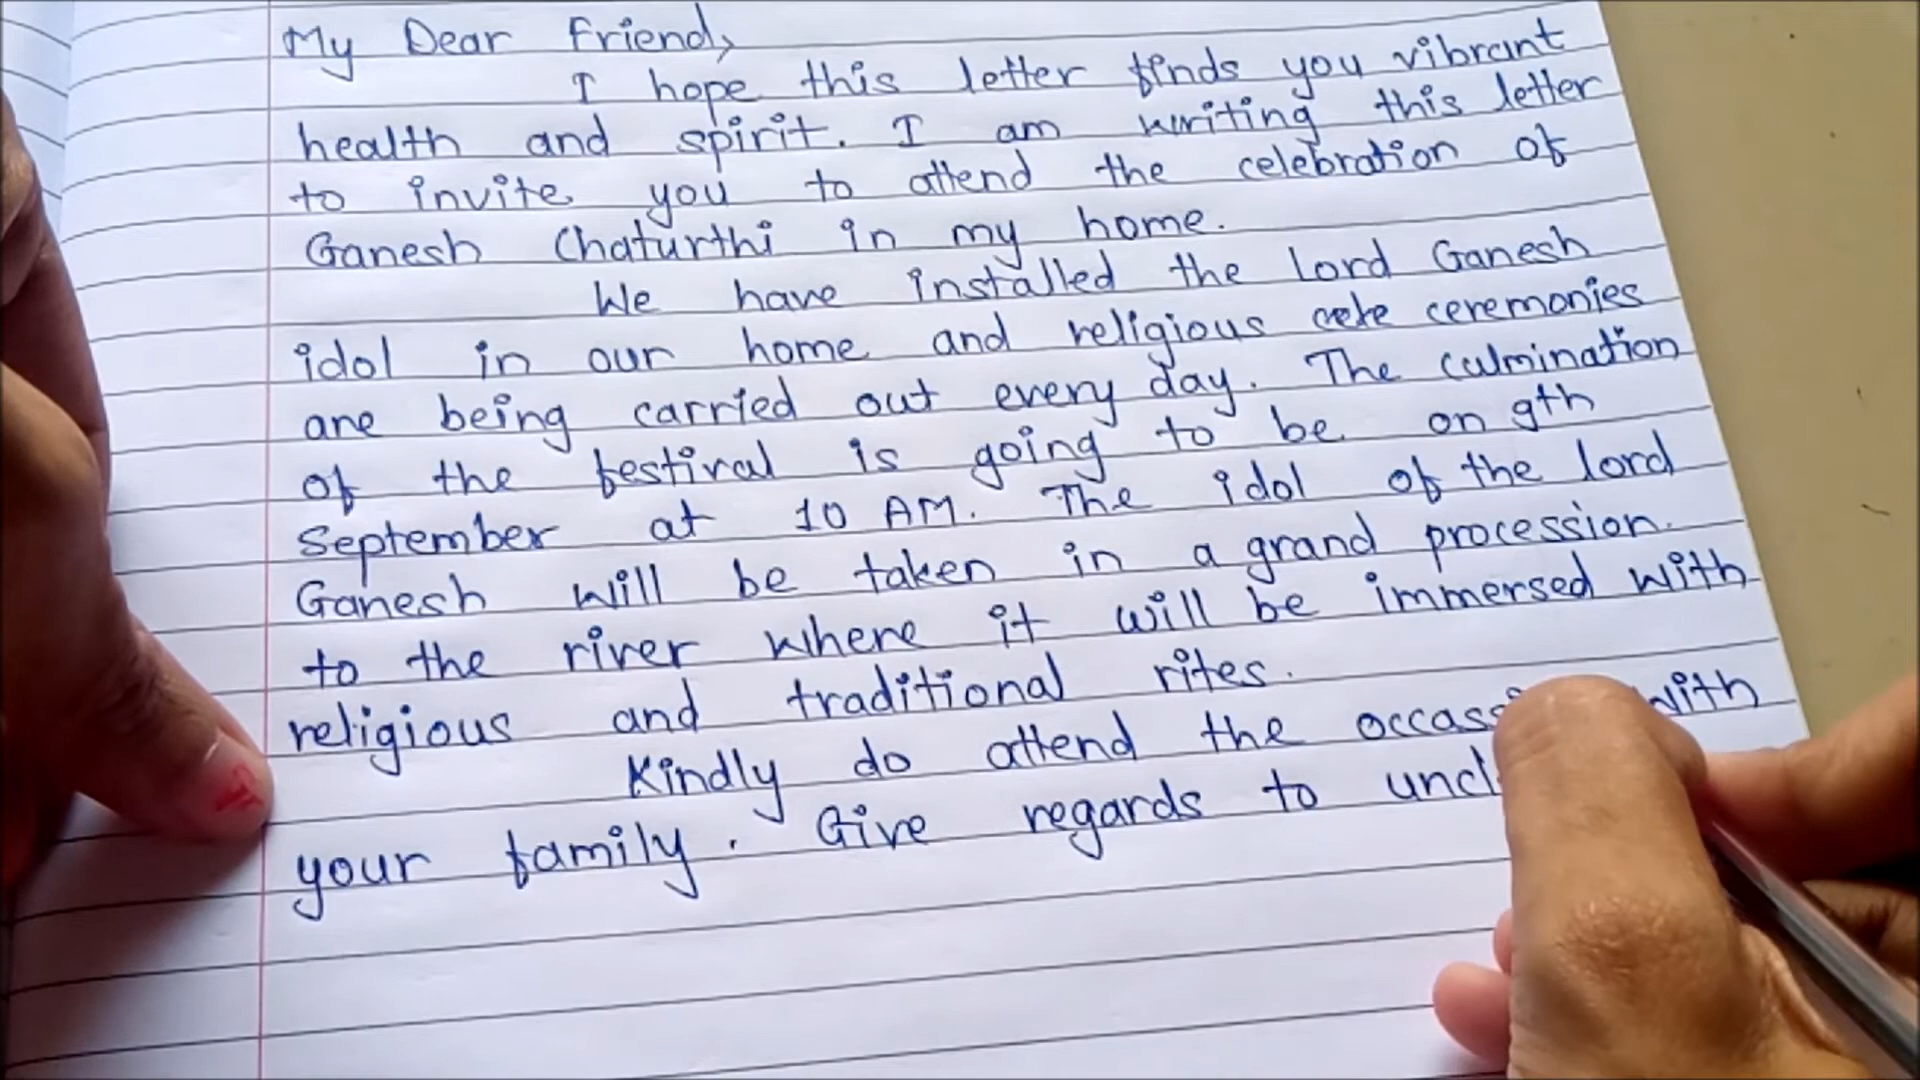 My Dear Friend,
I hope this letter finds you vibrant
health and spirit. I am writing this letter
to invite you to attend the celebration of
Ganesh Chaturthi in my home.
We have installed the Lord Ganesh
idol in our home and religious ceremonies
are being carried out every day. The culmination
of the festival is going to be on 9th
September at 10 AM. The idol of the lord
Ganesh will be taken in a grand procession.
to the river where it will be immersed with
religious and traditional rites.
Kindly do attend the with
your family. Give regards to